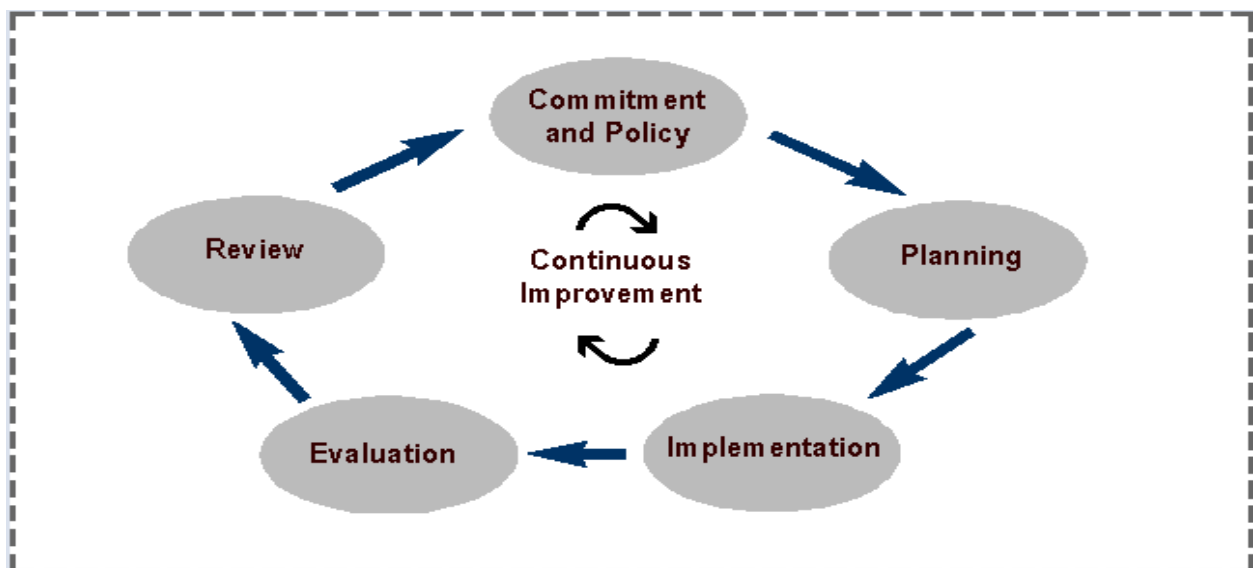 Commitment
and Policy
Review
Planning
Continuous
Improvement
Evaluation
Implementation